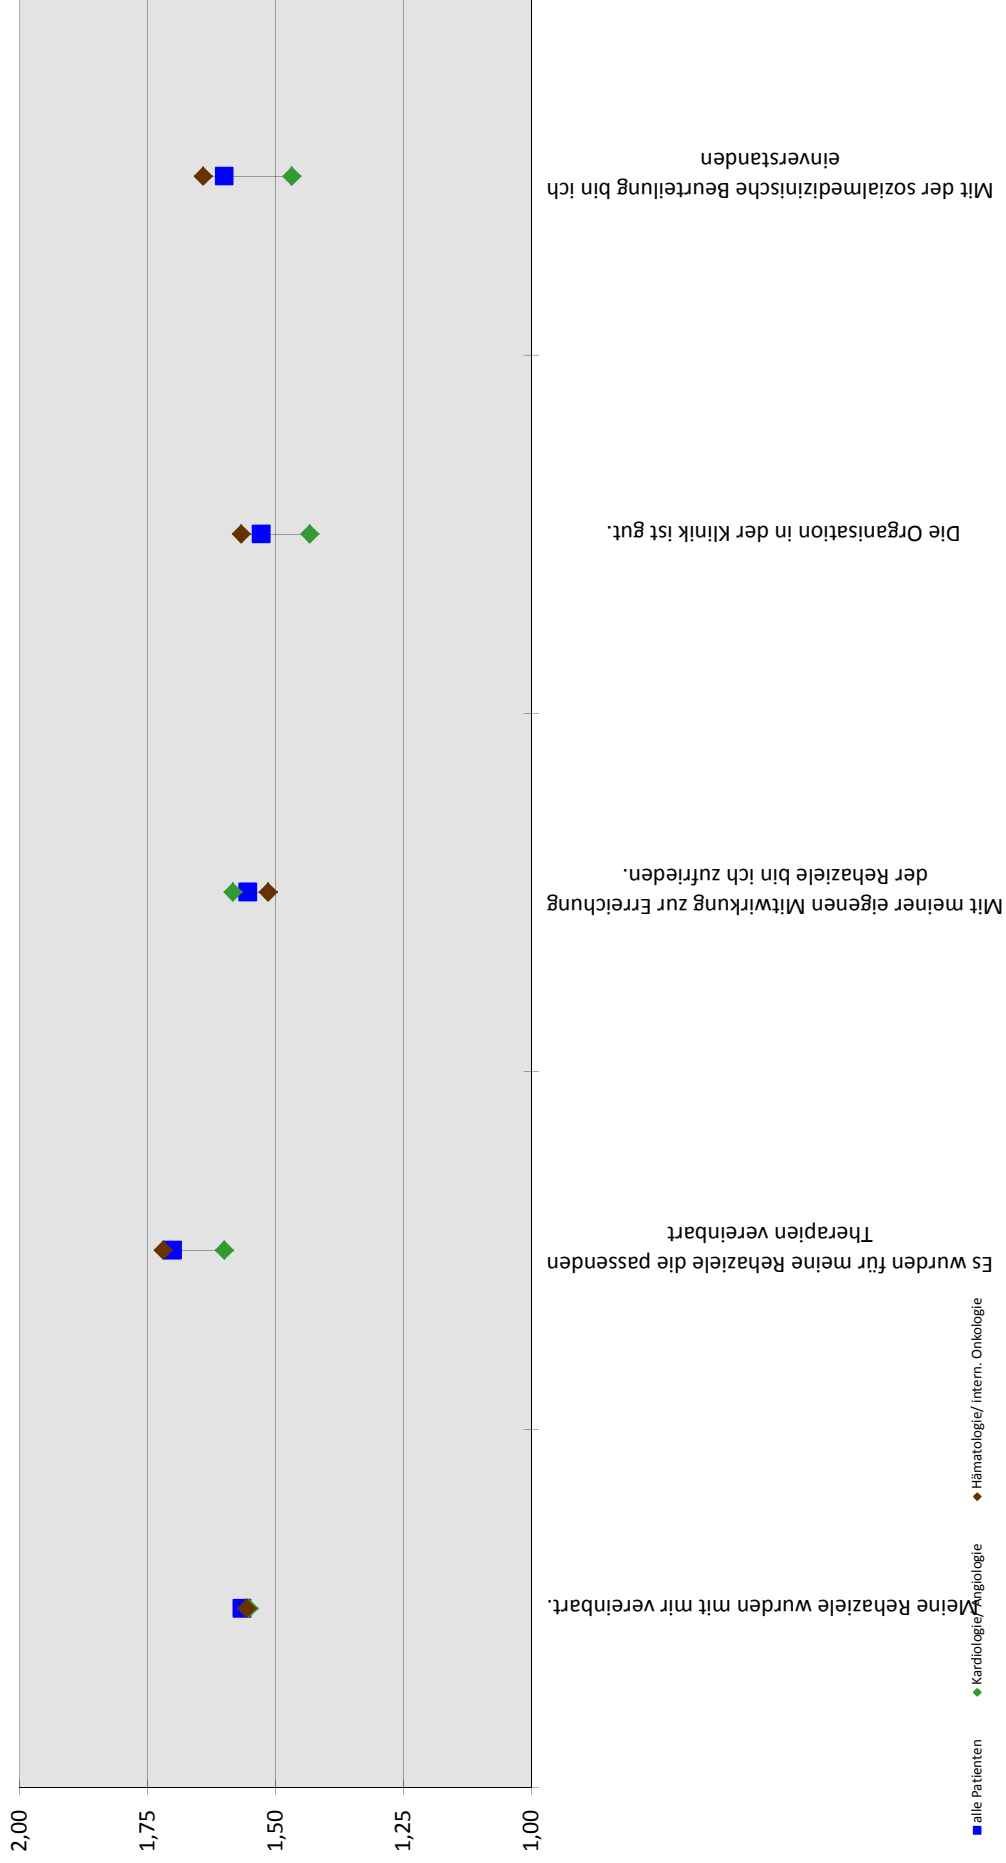 2,00
1,75
1,50
1,25
1,00
Meine Rehaziele wurden mit mir vereinbart.
Es wurden für meine Rehaziele die passenden
Therapien vereinbart
Mit meiner eigenen Mitwirkung zur Erreichung
der Rehaziele bin ich zufrieden.
Die Organisation in der Klinik ist gut.
Mit der sozialmedizinische Beurteilung bin ich
einverstanden
alle Patienten
Kardiologie/ Angiologie
Hämatologie/ intern. Onkologie